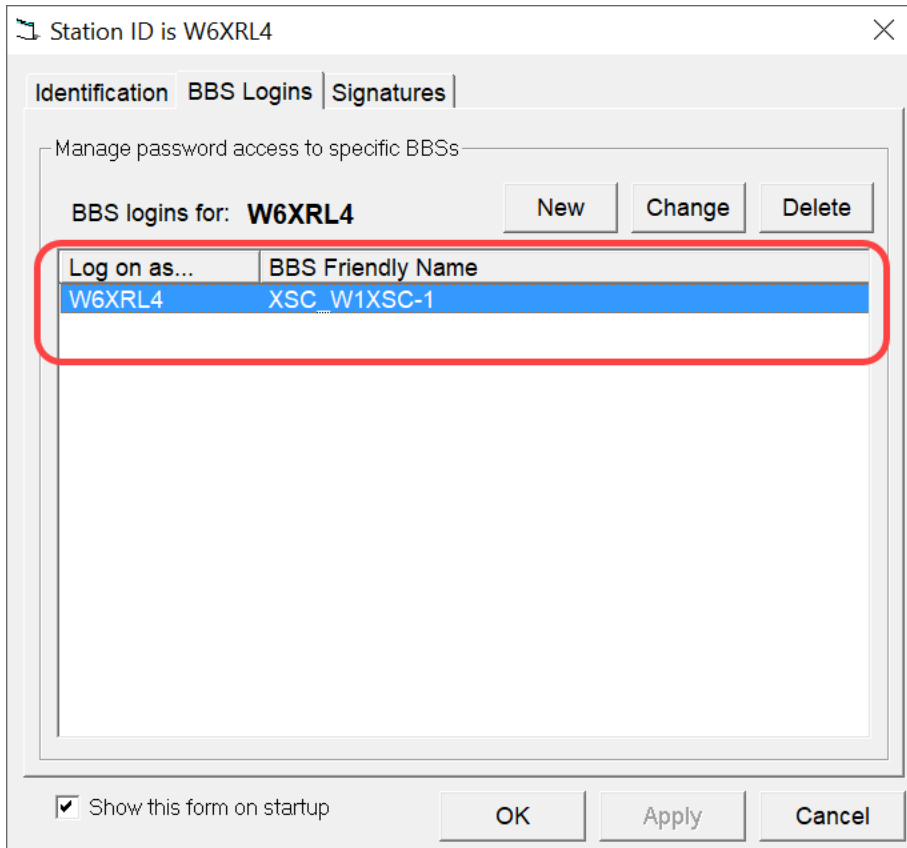 Station ID is W6XRL4
Identification BBS Logins Signatures
Manage password access to specific BBSs
BBS logins for: W6XRL4 New Change Delete
Log on as... BBS Friendly Name
W6XRL4 XSC_W1XSC-1
Show this form on startup OK Apply Cancel